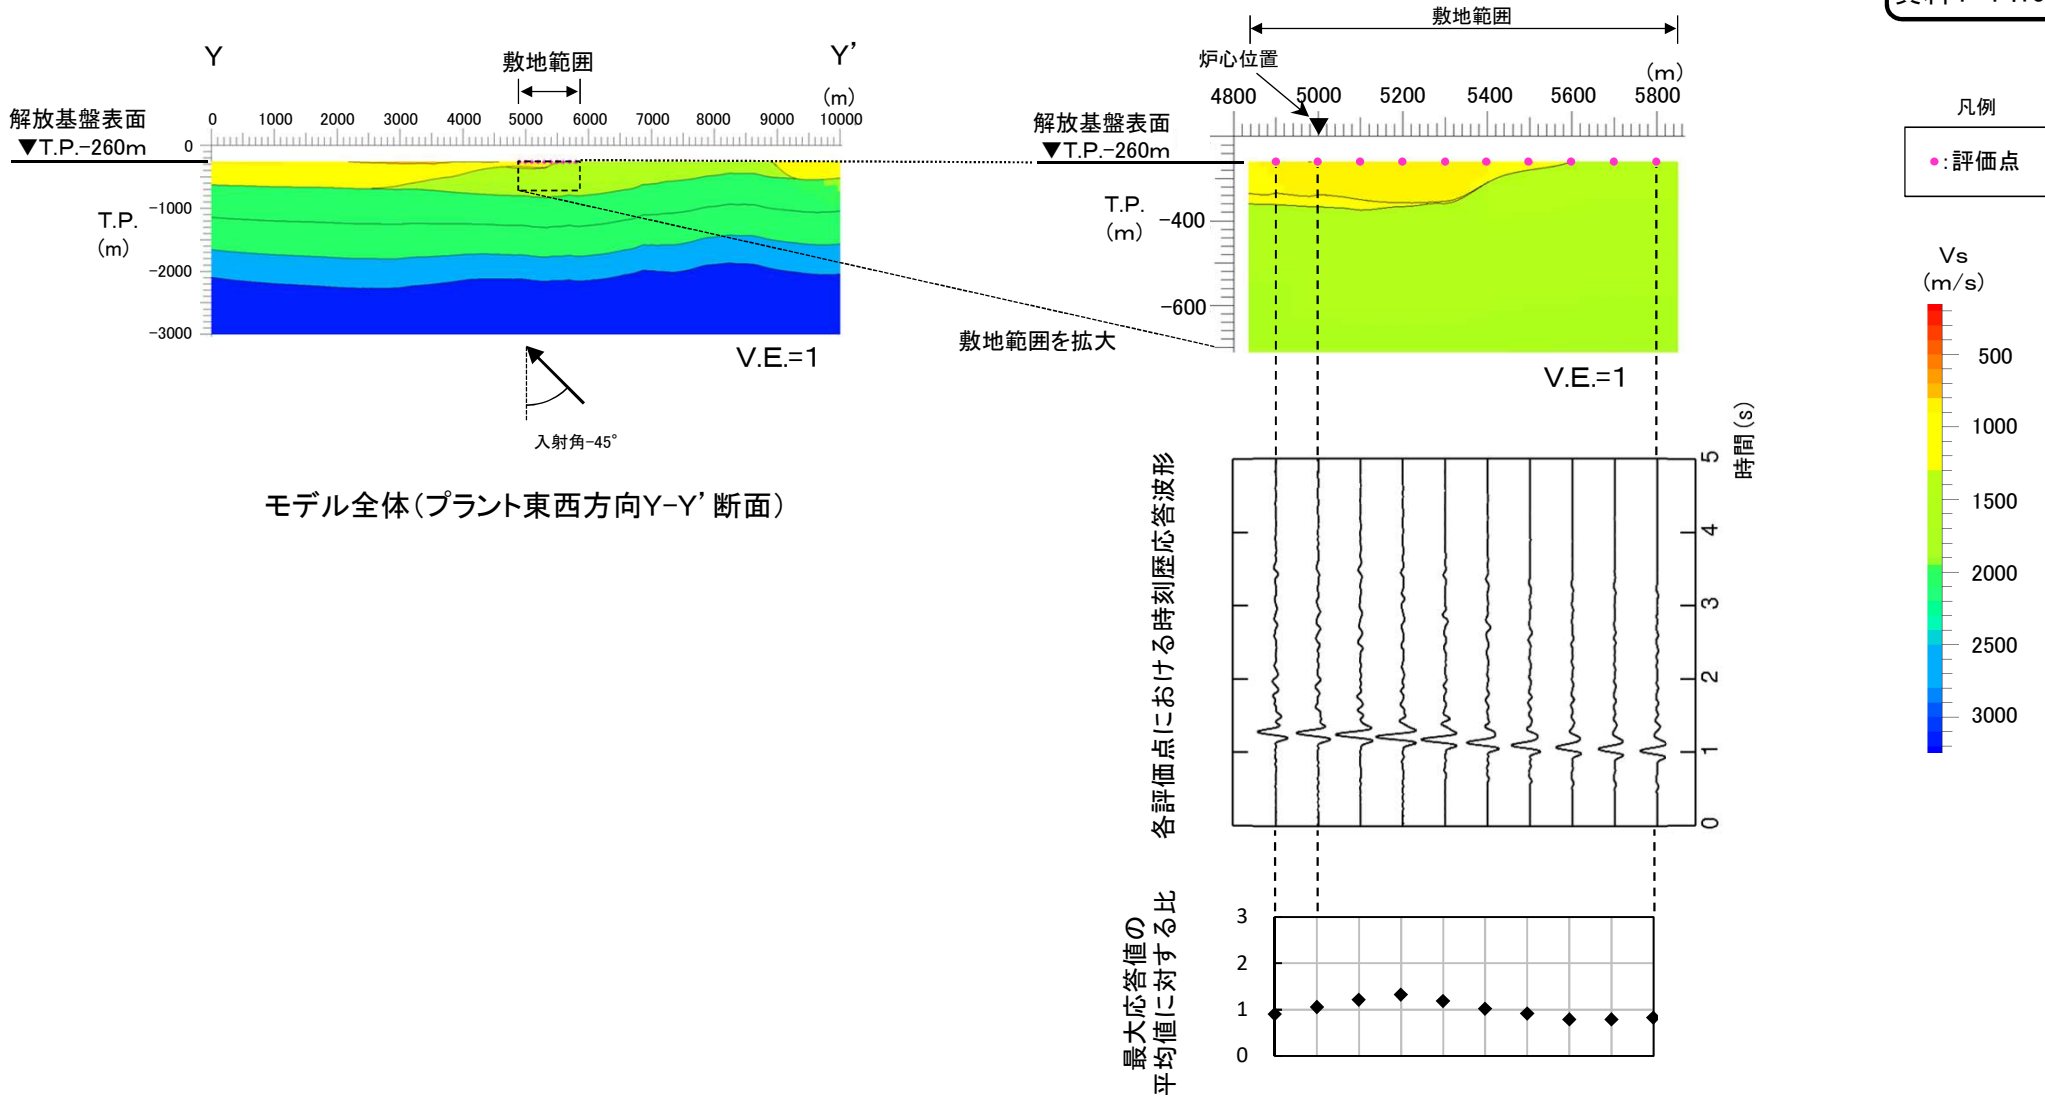 Y
Y’
敷地範囲
(m)
解放基盤表面
▼T.P.-260m
0
1000
2000
3000
4000
5000
6000
7000
8000
9000
10000
0
-1000
-2000
-3000
T.P.
(m)
V.E.=1
入射角-45°
モデル全体(プラント東西方向Y-Y’断面)
敷地範囲を拡大
敷地範囲
炉心位置
(m)
4800
5000
5200
5400
5600
5800
解放基盤表面
▼T.P.-260m
T.P.
(m)
-400
-600
V.E.=1
各評価点における時刻歴応答波形
時間(s)
5
4
3
2
1
0
最大応答値の
平均値に対する比
3
2
1
0
凡例
●:評価点
Vs
(m/s)
500
1000
1500
2000
2500
3000